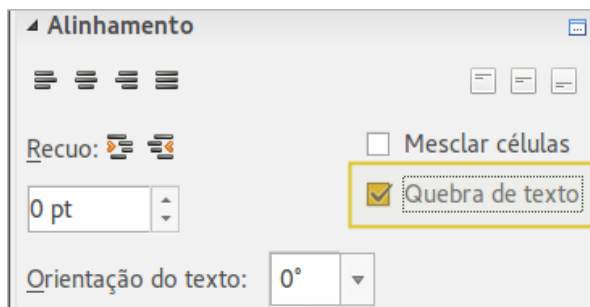 Alinhamento
Recuo:
Mesclar células
0 pt
Quebra de texto
Orientação do texto: 0°